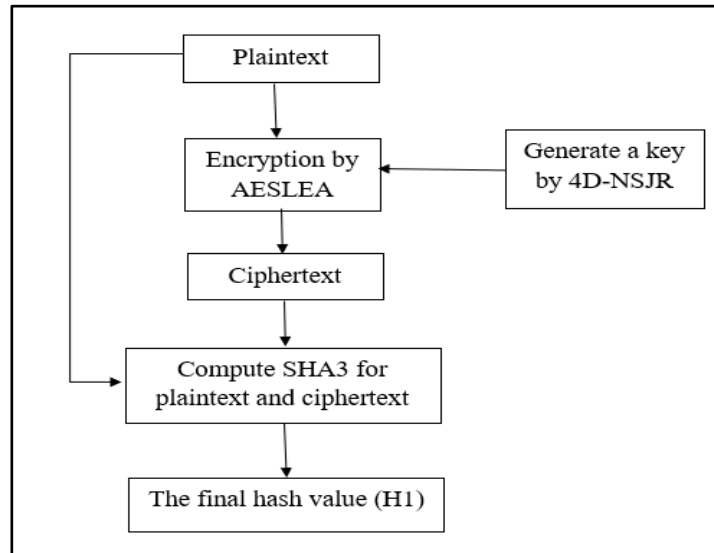 Plaintext
Encryption by
AESLEA
Generate a key
by 4D-NSJR
Ciphertext
Compute SHA3 for
plaintext and ciphertext
The final hash value (H1)